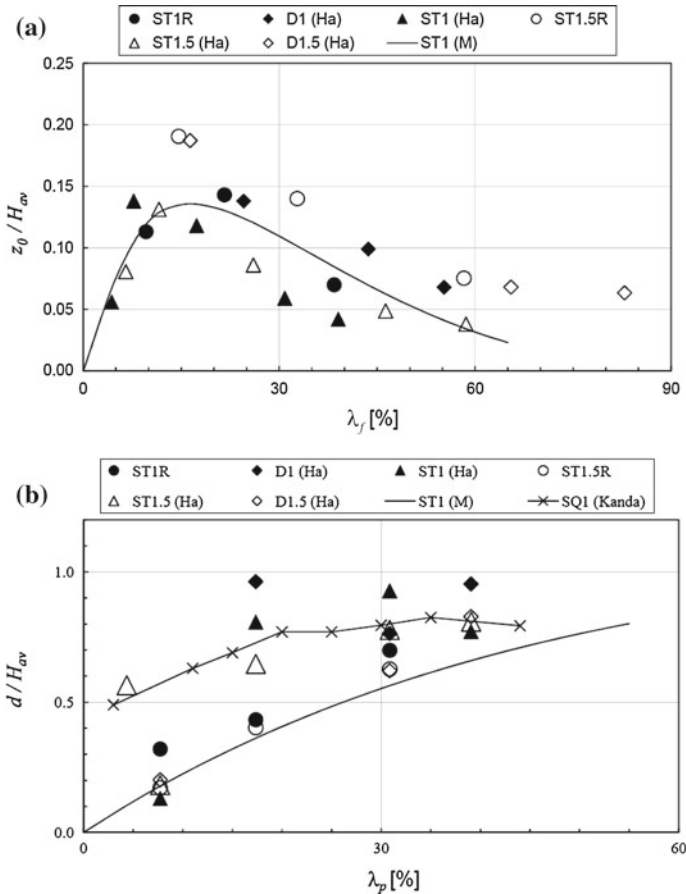 (a)
ST1R D1 (Ha) ST1 (Ha) ST1.5R
ST1.5 (Ha) D1.5 (Ha) ST1 (M)
0.25
0.20
0.15
0.10
0.05
0.00
z0 / Hav
0 30 60 90
λf [%]
(b)
ST1R D1 (Ha) ST1 (Ha) ST1.5R
ST1.5 (Ha) D1.5 (Ha) ST1 (M) SQ1 (Kanda)
1.0
0.5
0.0
d / Hav
0 30 60
λp [%]